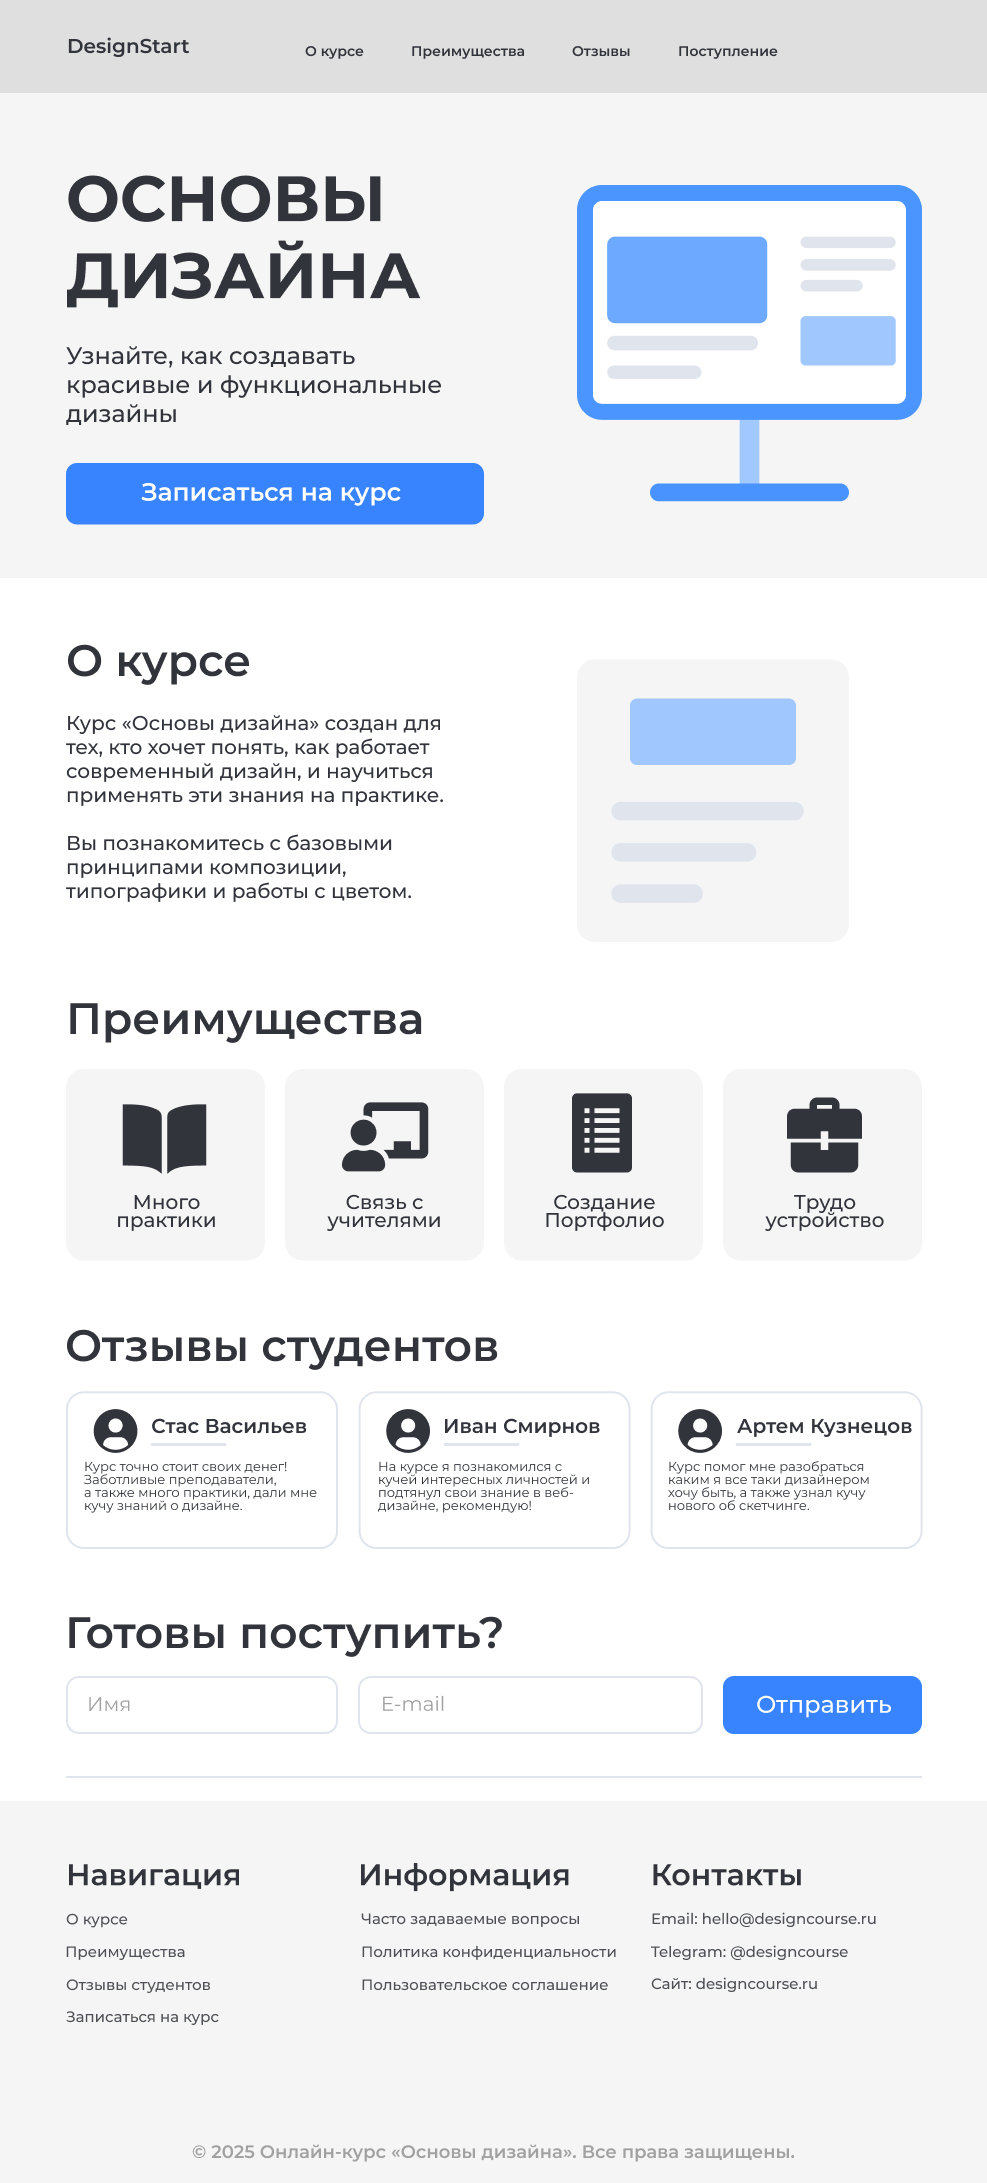 DesignStart
О курсе
Преимущества
Отзывы
Поступление
ОСНОВЫ
ДИЗАЙНА
Узнайте, как создавать
красивые и функциональные
дизайны
Записаться на курс
О курсе
Курс «Основы дизайна» создан для
тех, кто хочет понять, как работает
современный дизайн, и научиться
применять эти знания на практике.
Вы познакомитесь с базовыми
принципами композиции,
типографики и работы с цветом.
Преимущества
Много
практики
Связь с
учителями
Создание
Портфолио
Трудо
устройство
Отзывы студентов
Стас Васильев
Курс точно стоит своих денег!
Заботливые преподаватели,
а также много практики, дали мне
кучу знаний о дизайне.
Иван Смирнов
На курсе я познакомился с
кучей интересных личностей и
подтянул свои знание в веб-
дизайне, рекомендую!
Артем Кузнецов
Курс помог мне разобраться
каким я все таки дизайнером
хочу быть, а также узнал кучу
нового об скетчинге.
Готовы поступить?
Имя
E-mail
Отправить
Навигация
О курсе
Преимущества
Отзывы студентов
Записаться на курс
Информация
Часто задаваемые вопросы
Политика конфиденциальности
Пользовательское соглашение
Контакты
Email: hello@designcourse.ru
Telegram: @designcourse
Сайт: designcourse.ru
© 2025 Онлайн-курс «Основы дизайна». Все права защищены.